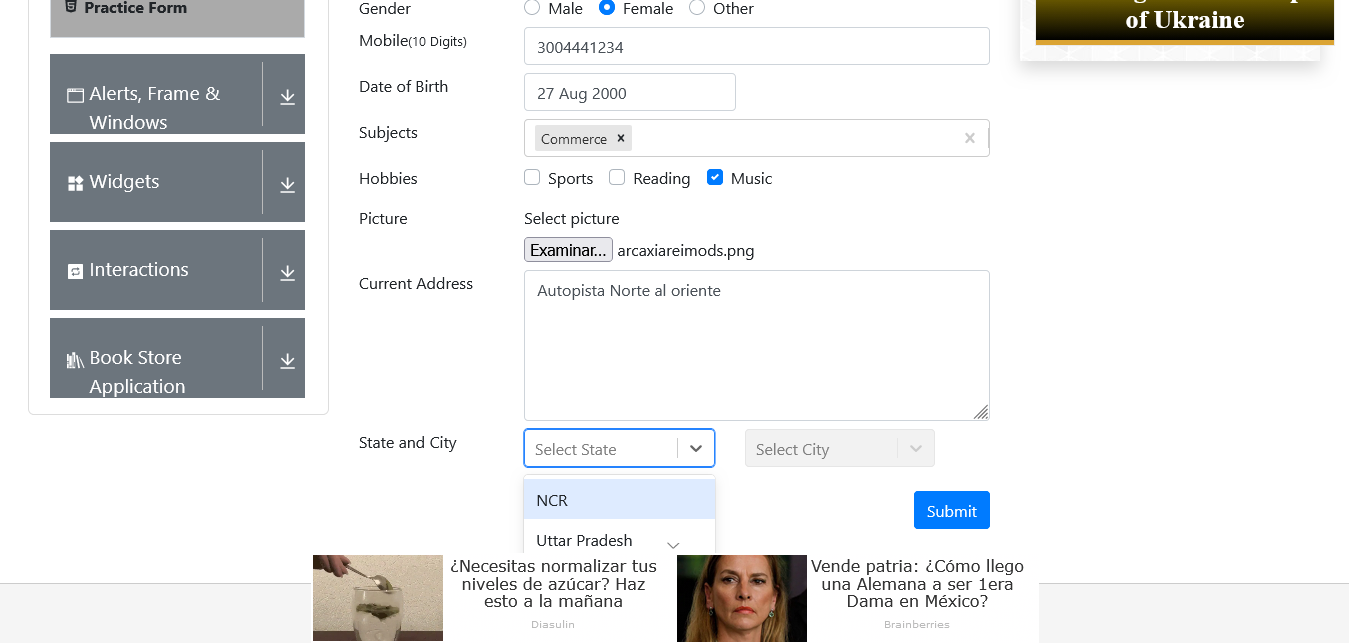 Practice Form
Alerts, Frame &
Windows
Widgets
Interactions
Book Store
Application
Gender
Male
Female
Other
Mobile(10 Digits)
3004441234
Date of Birth
27 Aug 2000
Subjects
Commerce
Hobbies
Sports
Reading
Music
Picture
Select picture
Examinar...
arcaxiareimods.png
Current Address
Autopista Norte al oriente
State and City
Select State
Select City
NCR
Uttar Pradesh
Submit
of Ukraine
¿Necesitas normalizar tus
niveles de azúcar? Haz
esto a la mañana
Diasulin
Vende patria: ¿Cómo llego
una Alemana a ser 1era
Dama en México?
Brainberries